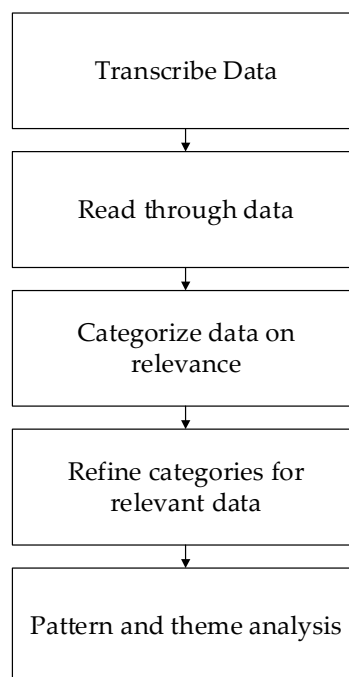 Transcribe Data
Read through data
Categorize data on
relevance
Refine categories for
relevant data
Pattern and theme analysis